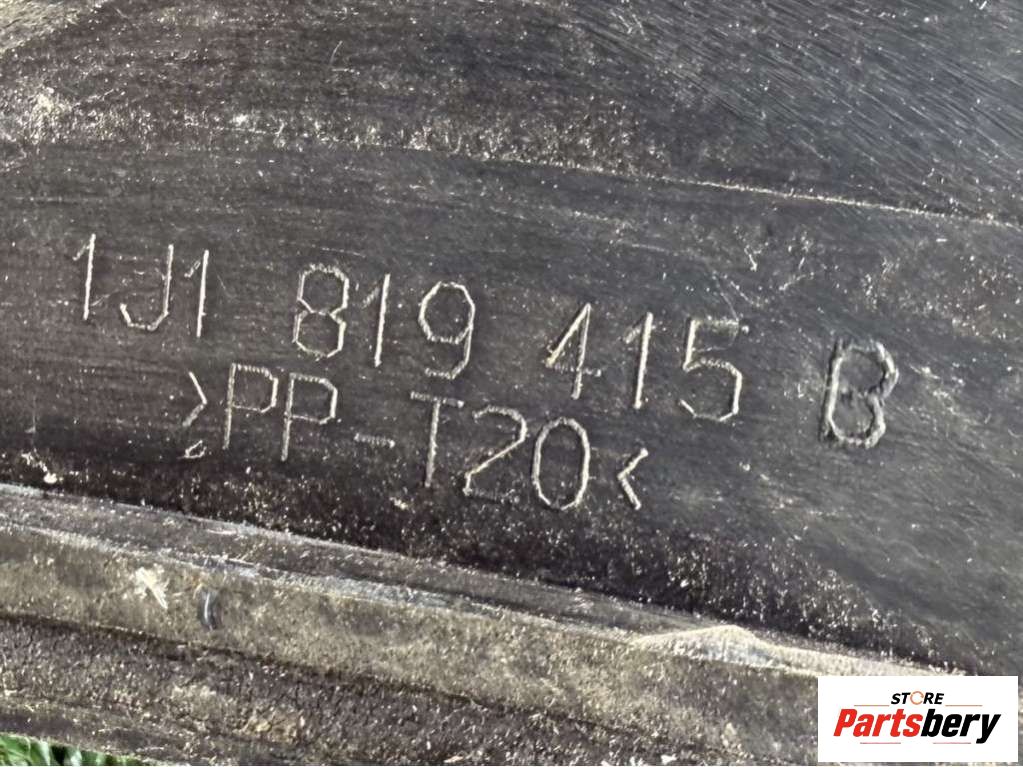 1J1 819 415 B
>PP-T20<
STORE
Partsbery